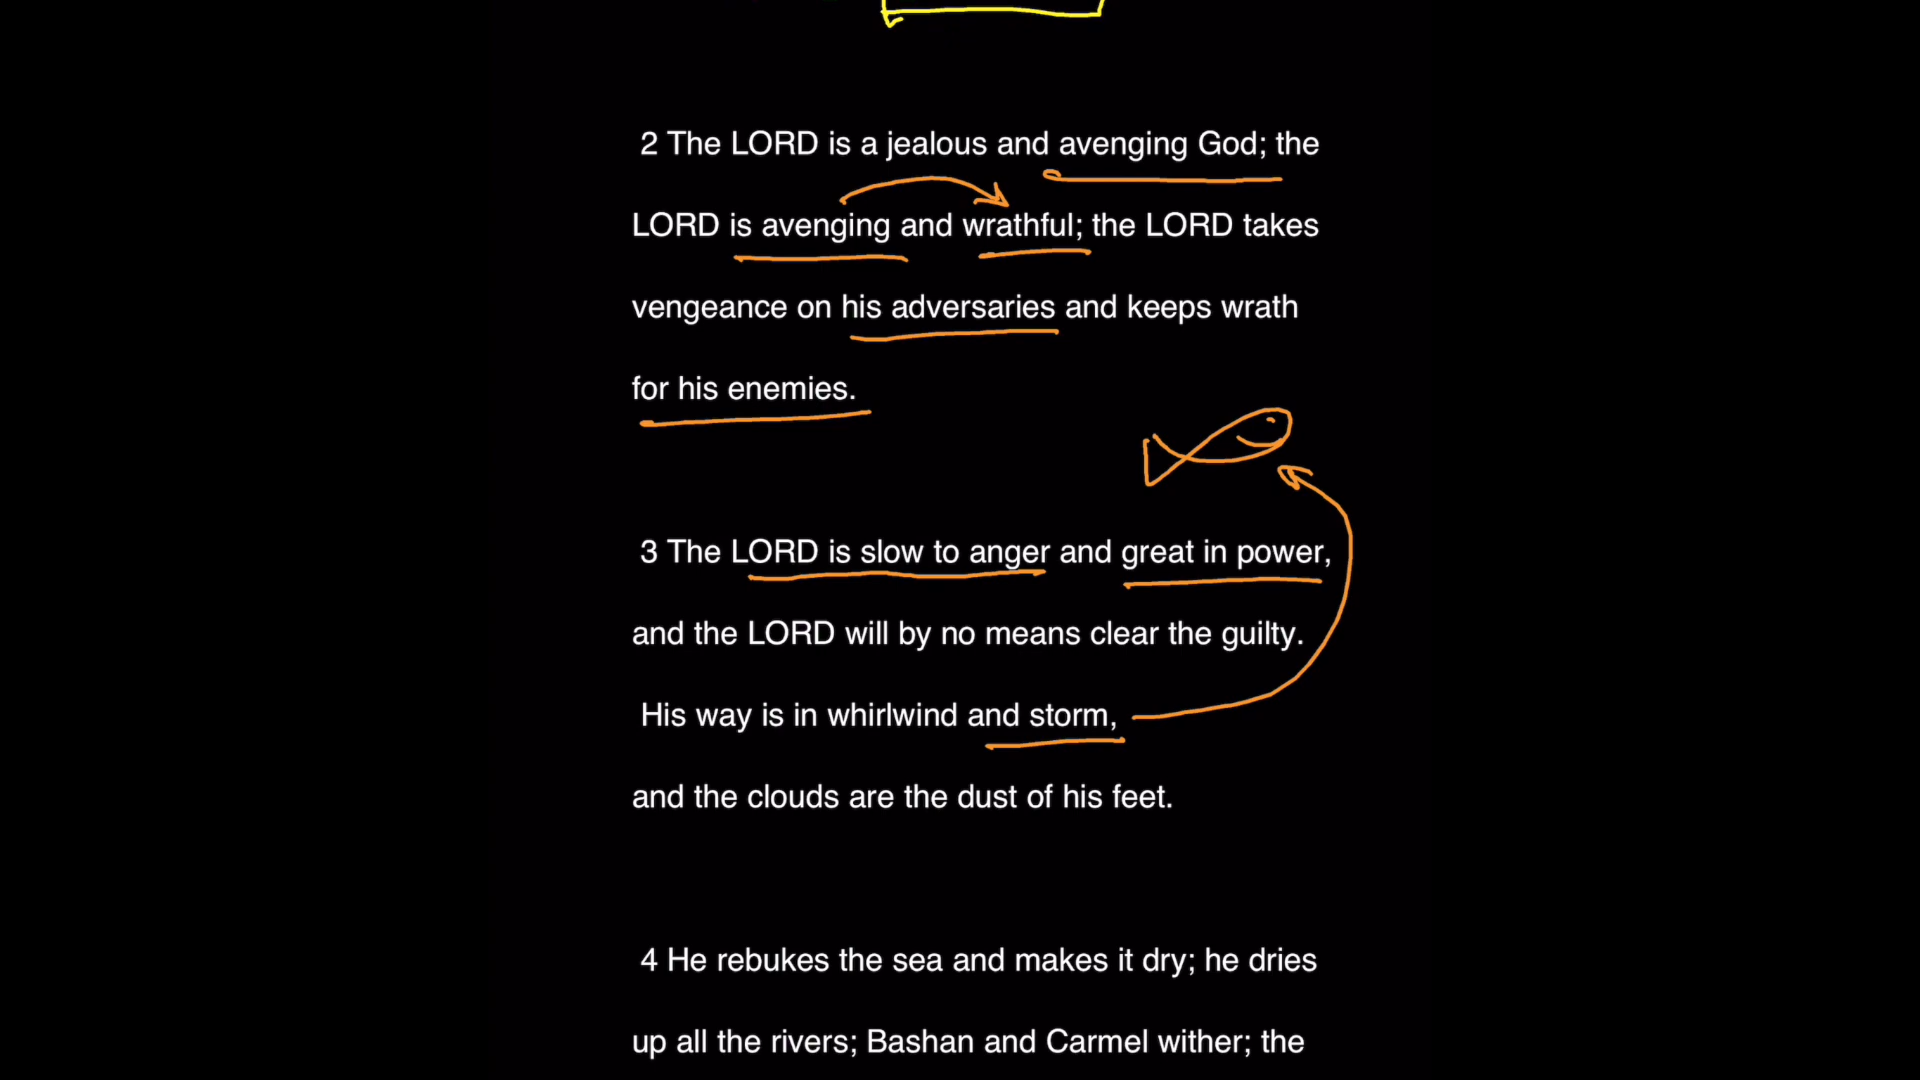 2 The LORD is a jealous and avenging God; the
LORD is avenging and wrathful; the LORD takes
vengeance on his adversaries and keeps wrath
for his enemies.
3 The LORD is slow to anger and great in power,
and the LORD will by no means clear the guilty.
His way is in whirlwind and storm,
and the clouds are the dust of his feet.
4 He rebukes the sea and makes it dry; he dries
up all the rivers; Bashan and Carmel wither; the